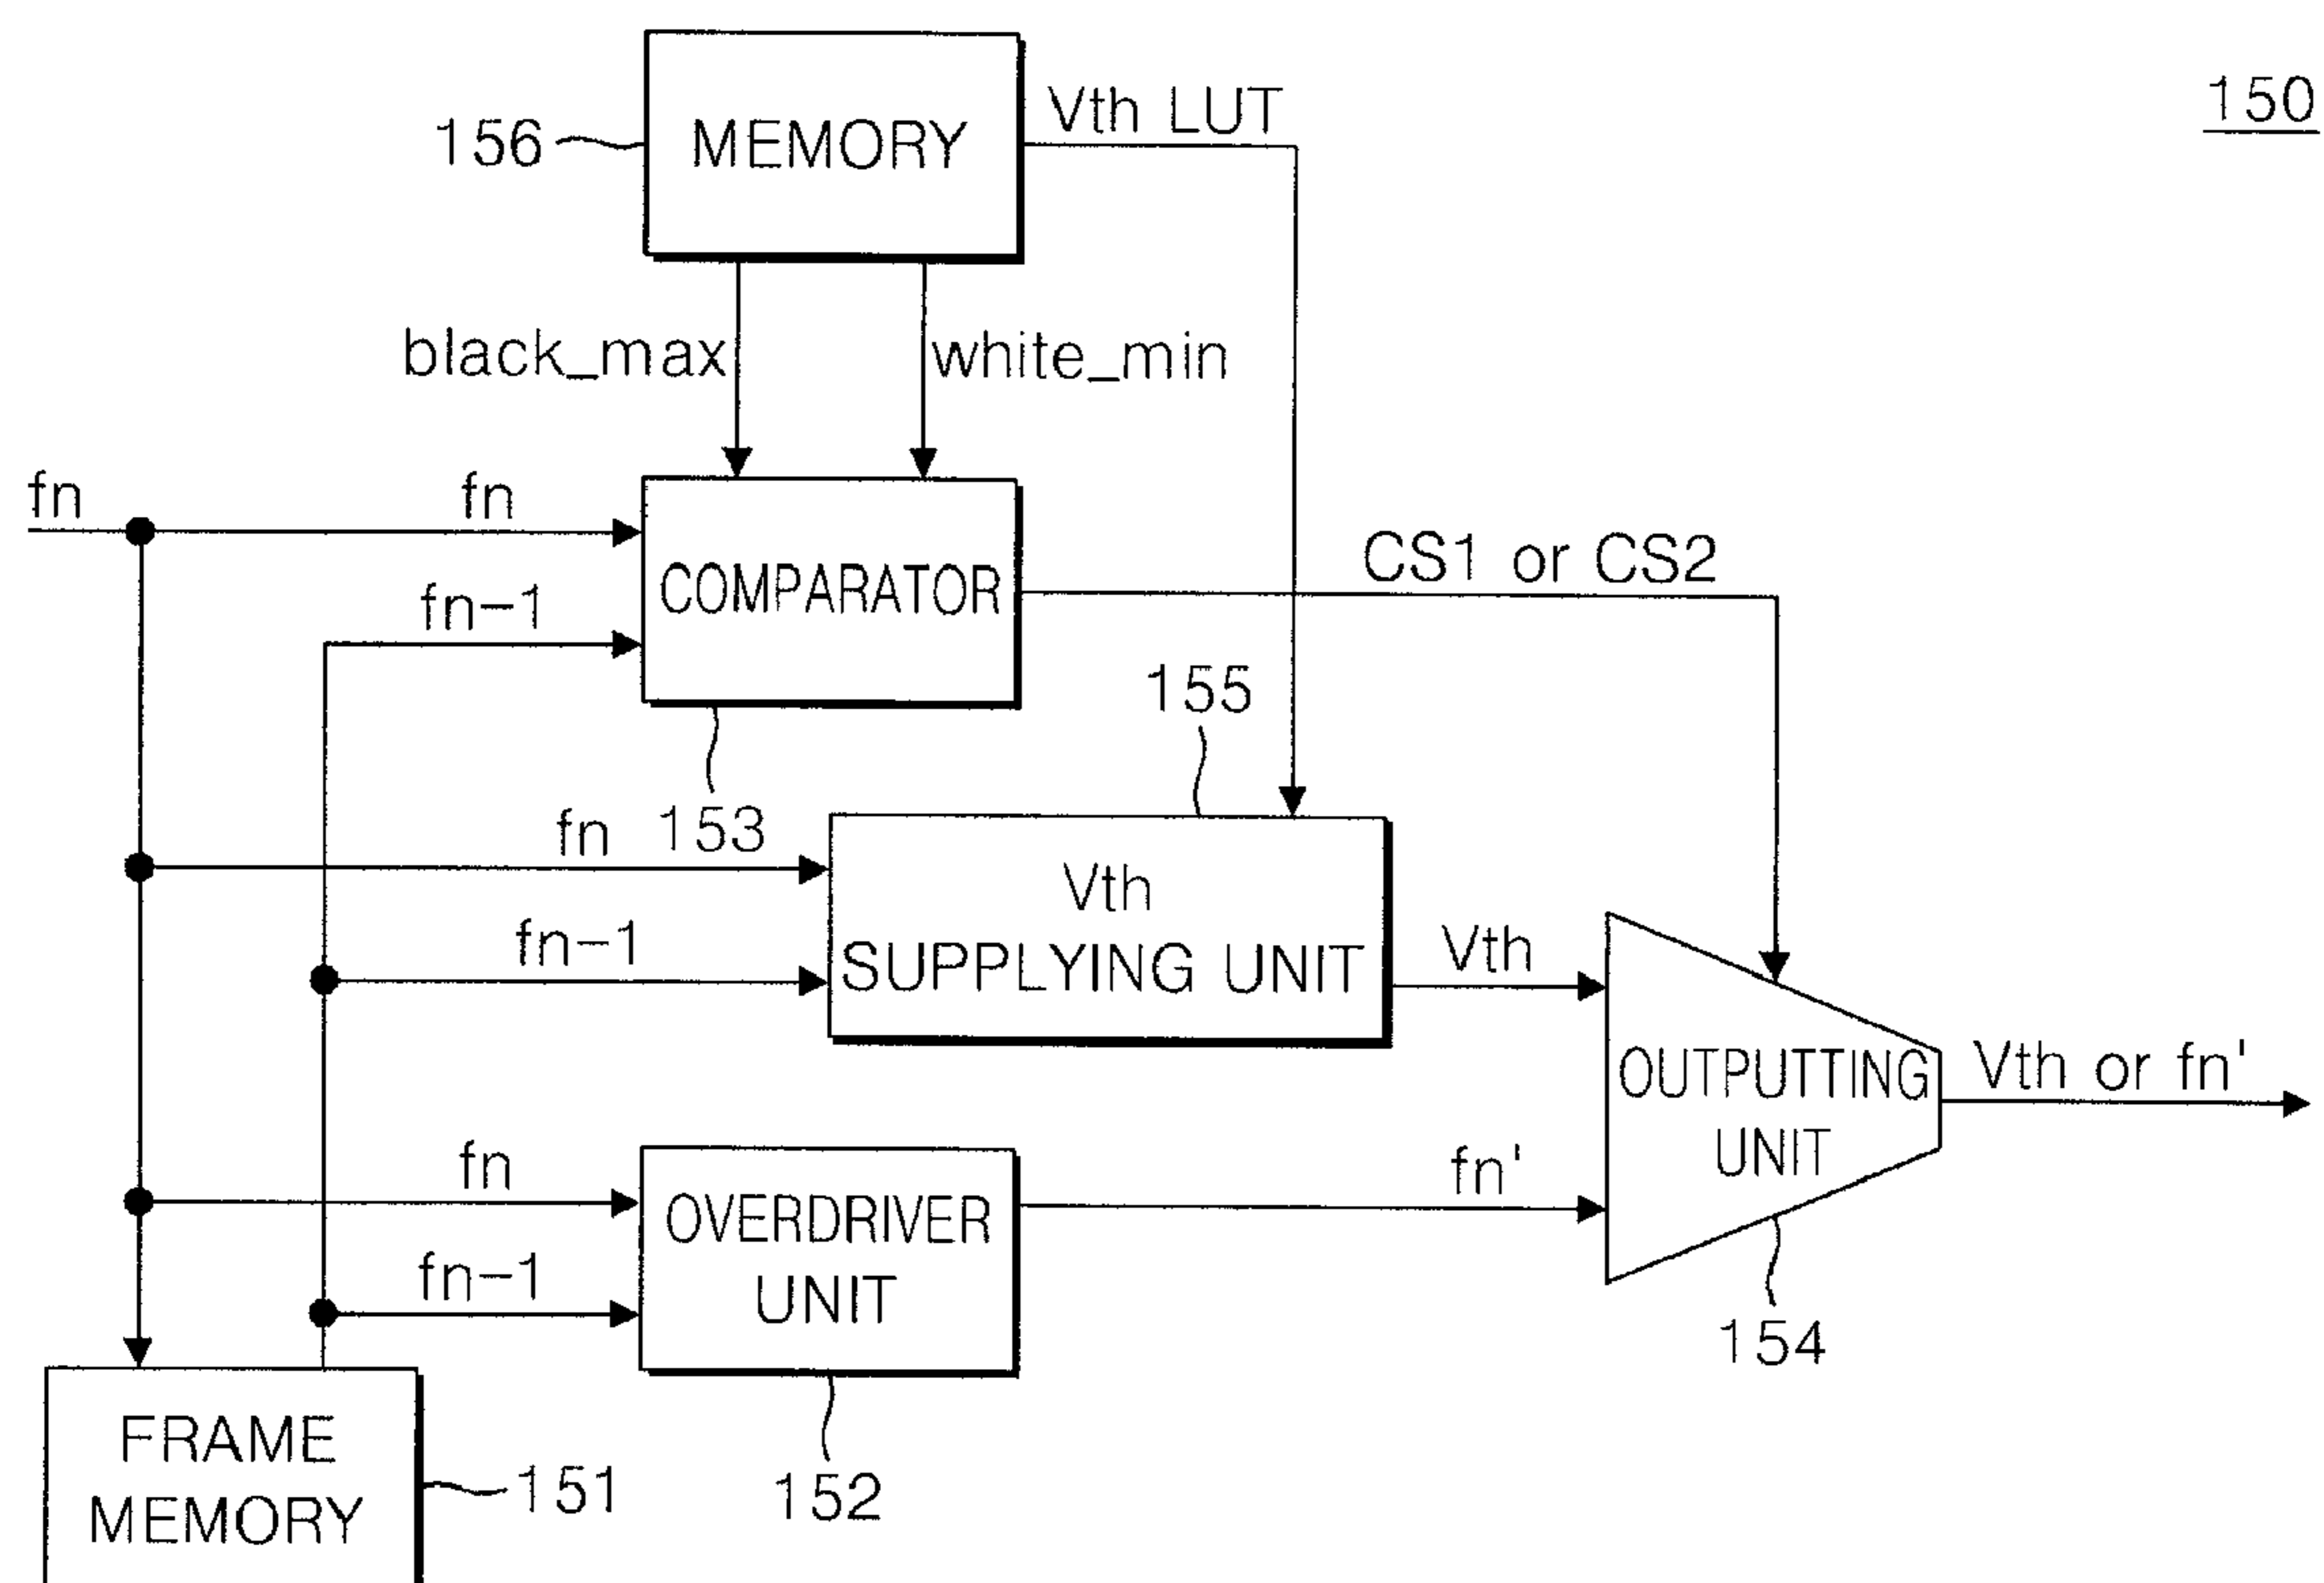 150
Vth LUT
156
MEMORY
black_max
white_min
fn
fn
CS1 or CS2
COMPARATOR
fn-1
155
153
fn
Vth
SUPPLYING UNIT
fn-1
Vth
OUTPUTTING
UNIT
Vth or fn'
fn
OVERDRIVER
UNIT
fn'
fn-1
154
FRAME
MEMORY
151
152